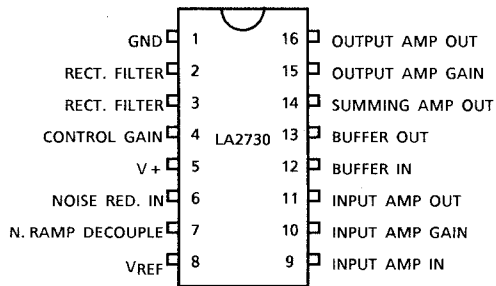 GND 1 16 OUTPUT AMP OUT
RECT. FILTER 2 15 OUTPUT AMP GAIN
RECT. FILTER 3 14 SUMMING AMP OUT
CONTROL GAIN 4 LA2730 13 BUFFER OUT
V+ 5 12 BUFFER IN
NOISE RED. IN 6 11 INPUT AMP OUT
N. RAMP DECOUPLE 7 10 INPUT AMP GAIN
VREF 8 9 INPUT AMP IN